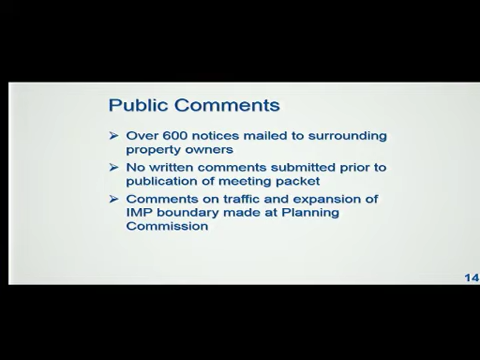 Public Comments
➤ Over 600 notices mailed to surrounding
property owners
➤ No written comments submitted prior to
publication of meeting packet
➤ Comments on traffic and expansion of
IMP boundary made at Planning
Commission
14